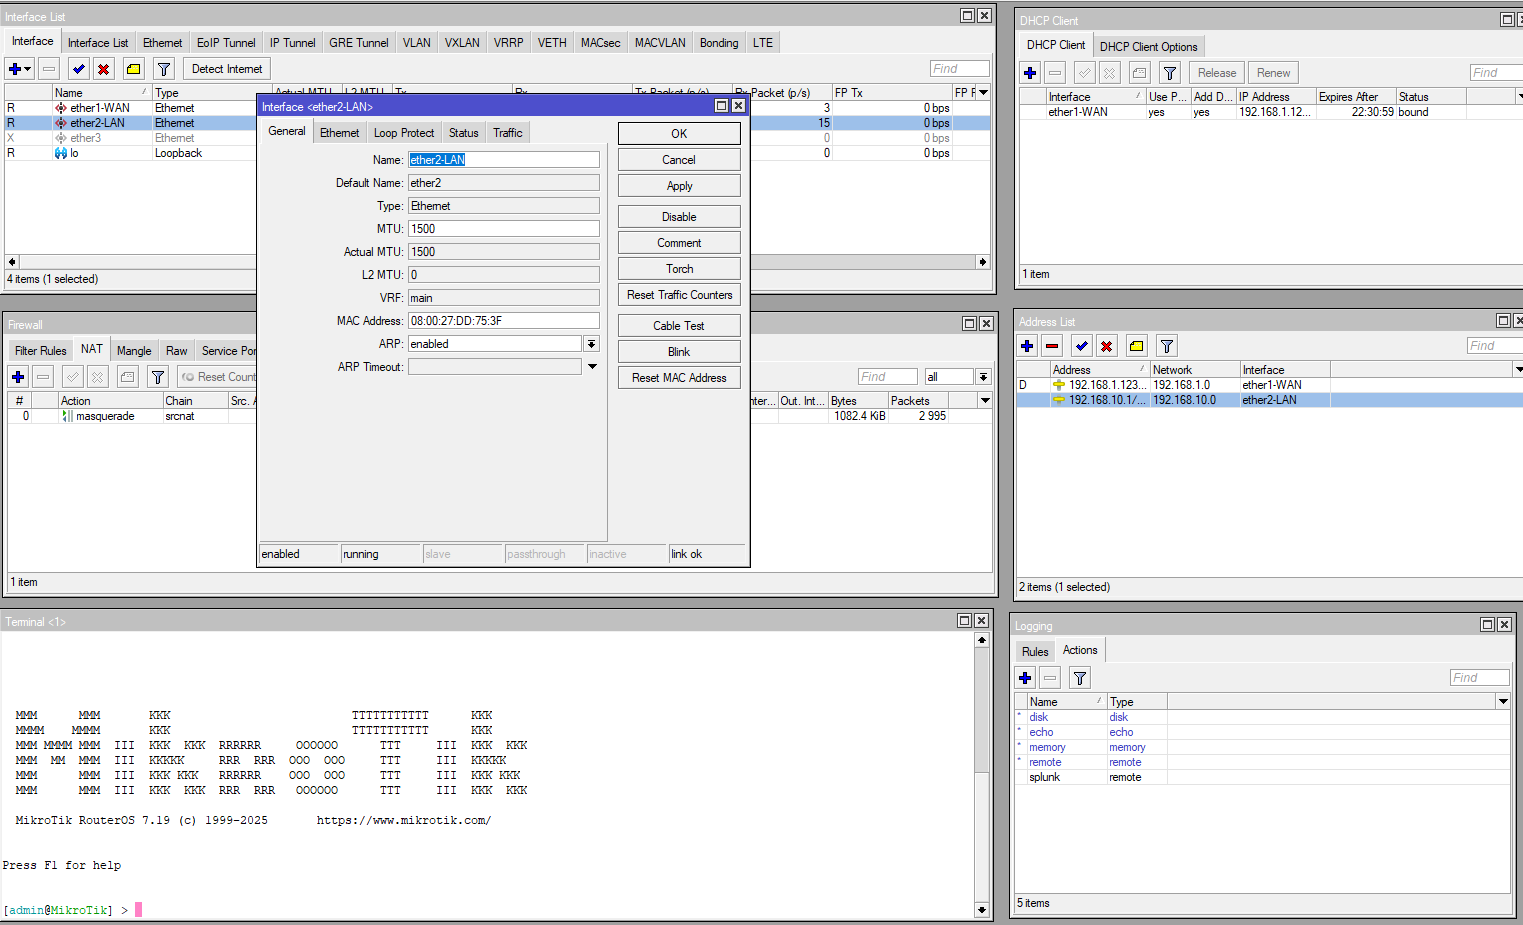 Interface List
Interface Interface List Ethernet EoIP Tunnel IP Tunnel GRE Tunnel VLAN VXLAN VRRP VETH MACsec MACVLAN Bonding LTE
Detect Internet Find
Name Type Actual MTU L2 MTU Tx Rx Tx Packet (p/s) Packet (p/s) FP Tx FP
R ether1-WAN Ethernet 3 0 bps
R ether2-LAN Ethernet 15 0 bps
X ether3 Ethernet 0 0 bps
R lo Loopback 0 0 bps
4 items (1 selected)
Interface <ether2-LAN>
General Ethernet Loop Protect Status Traffic
Name: ether2-LAN
Default Name: ether2
Type: Ethernet
MTU: 1500
Actual MTU: 1500
L2 MTU: 0
VRF: main
MAC Address: 08:00:27:DD:75:3F
ARP: enabled
ARP Timeout:
OK
Cancel
Apply
Disable
Comment
Torch
Reset Traffic Counters
Cable Test
Blink
Reset MAC Address
enabled running slave passthrough inactive link ok
DHCP Client
DHCP Client DHCP Client Options
Release Renew Find
Interface Use P... Add D... IP Address Expires After Status
ether1-WAN yes yes 192.168.1.12... 22:30:59 bound
1 item
Firewall
Filter Rules NAT Mangle Raw Service Por
Reset Count Find all
# Action Chain Src. Out. Int... Bytes Packets
0 masquerade srcnat 1082.4 KiB 2 995
1 item
Address List
Find
Address Network Interface
D 192.168.1.123... 192.168.1.0 ether1-WAN
192.168.10.1/... 192.168.10.0 ether2-LAN
2 items (1 selected)
Terminal <1>
MMM MMM KKK TTTTTTTTTTT KKK
MMMM MMMM KKK TTTTTTTTTTT KKK
MMM MMMM MMM III KKK KKK RRRRRR OOOOOO TTT III KKK KKK
MMM MM MMM III KKKKK RRR RRR OOO OOO TTT III KKKKK
MMM MMM III KKK KKK RRRRRR OOO OOO TTT III KKK KKK
MMM MMM III KKK KKK RRR RRR OOOOOO TTT III KKK KKK
MikroTik RouterOS 7.19 (c) 1999-2025 https://www.mikrotik.com/
Press F1 for help
[admin@MikroTik] >
Logging
Rules Actions
Find
Name Type
* disk disk
* echo echo
* memory memory
* remote remote
splunk remote
5 items